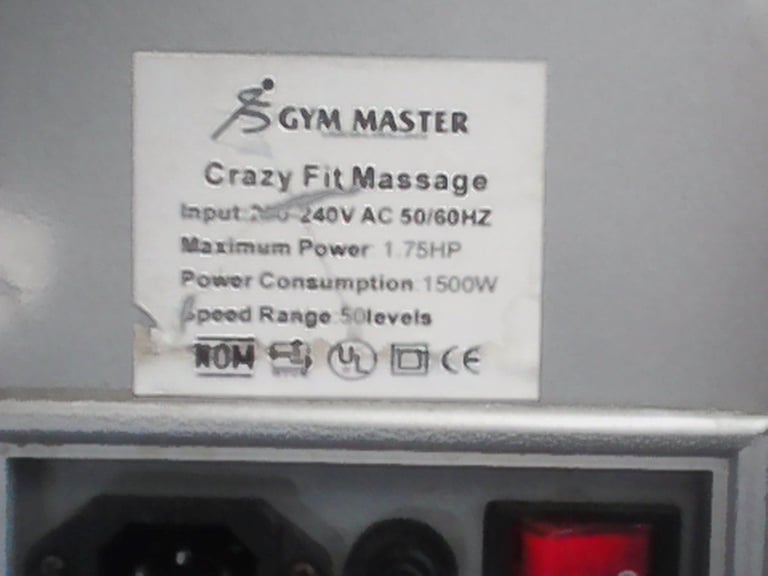 GYM MASTER
Crazy Fit Massage
Input 240V AC 50/60HZ
Maximum Power 1.75HP
Power Consumption 1500W
Speed Range 50levels
NOM UL CE